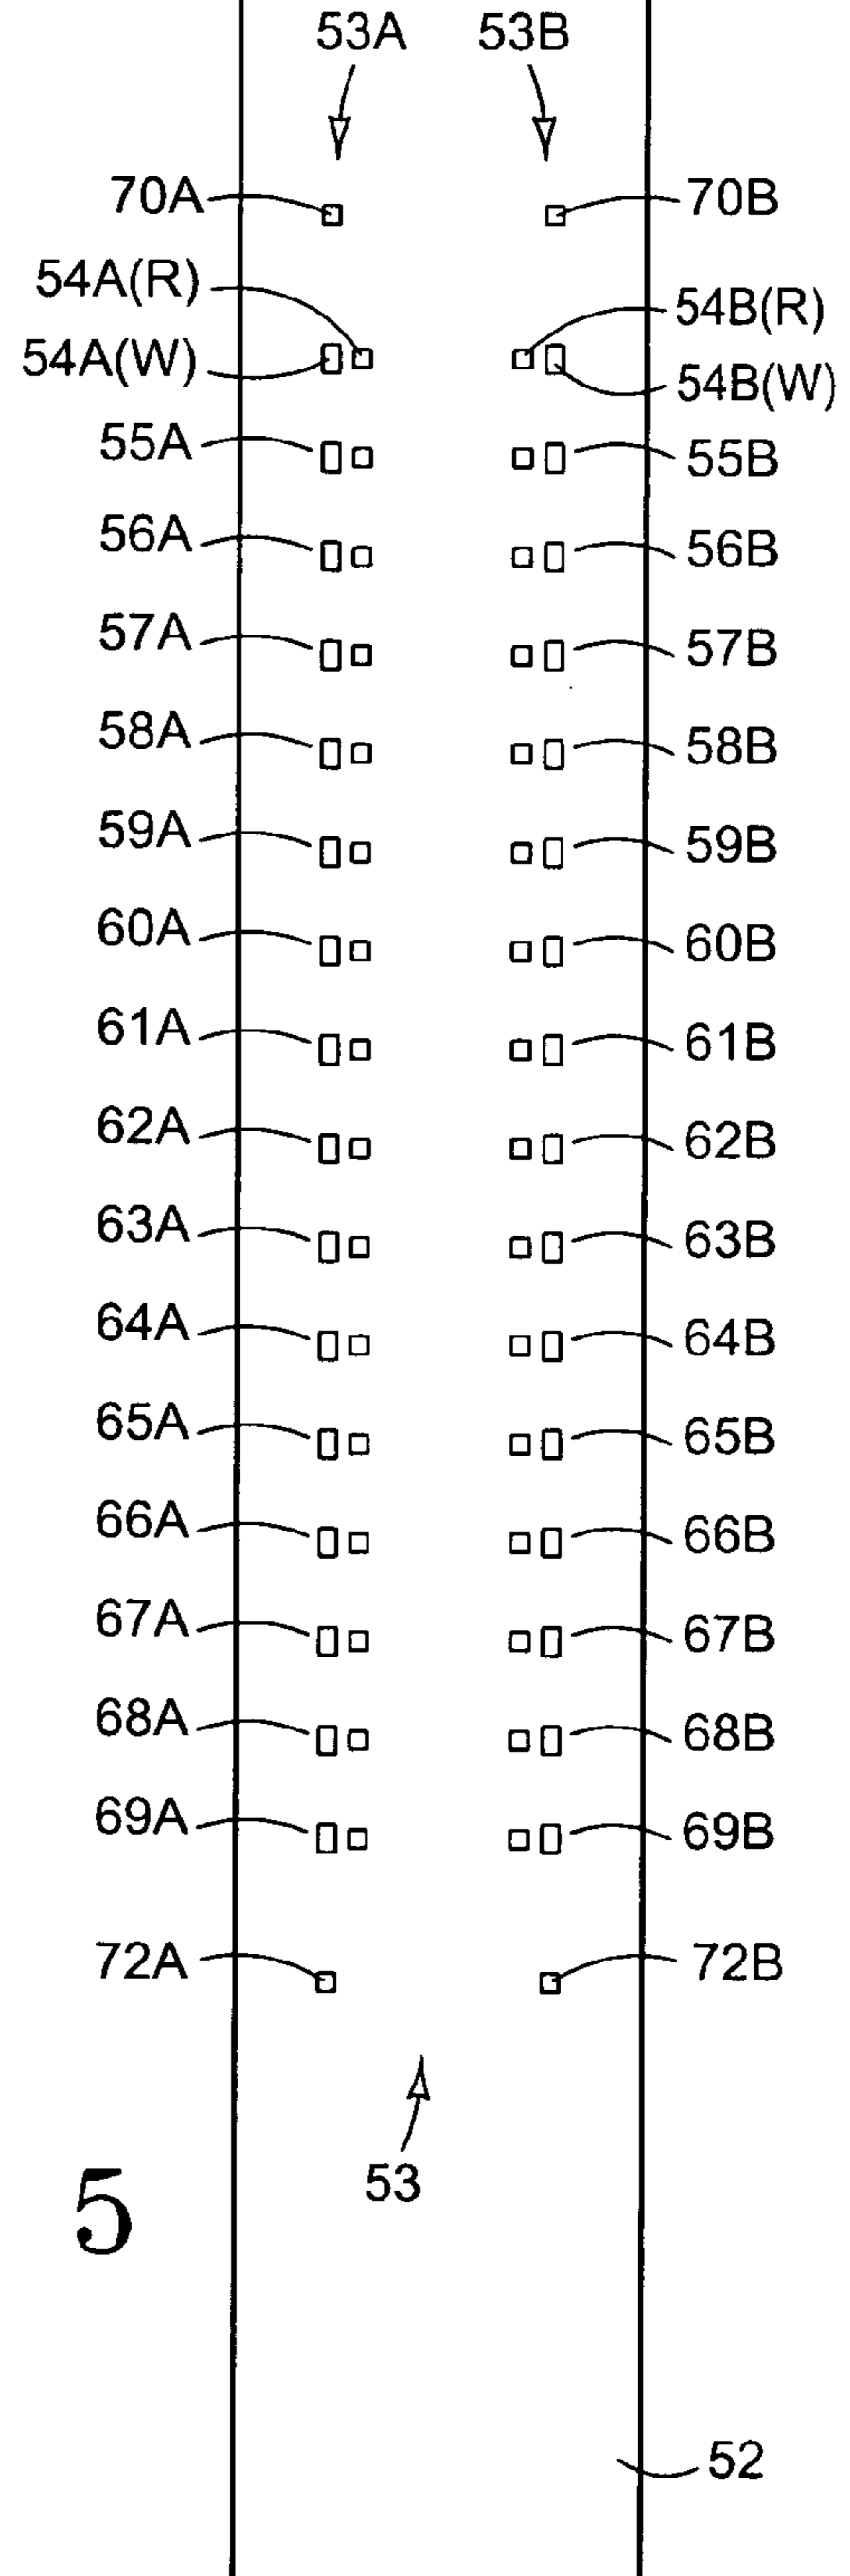 53A 53B
70A 70B
54A(R) 54B(R)
54A(W) 54B(W)
55A 55B
56A 56B
57A 57B
58A 58B
59A 59B
60A 60B
61A 61B
62A 62B
63A 63B
64A 64B
65A 65B
66A 66B
67A 67B
68A 68B
69A 69B
72A 72B
53
5
52